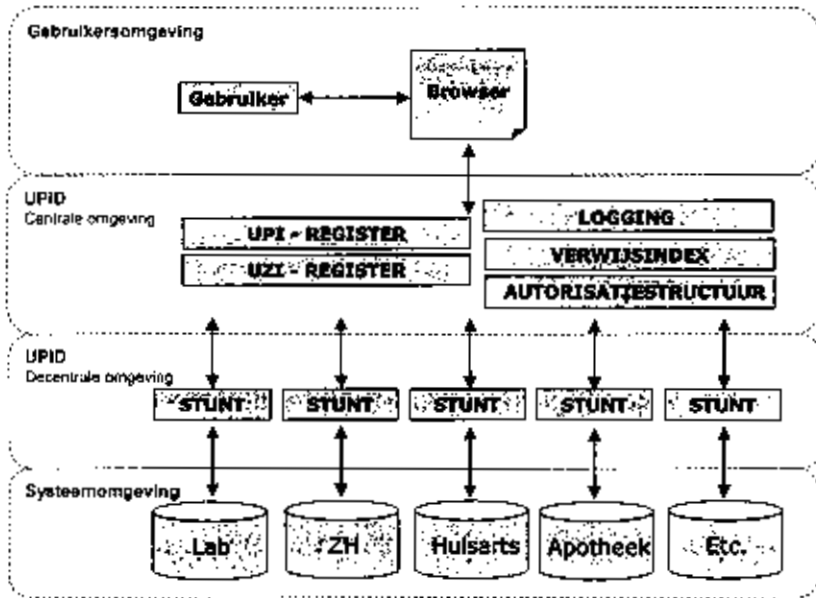 Gebruikersomgeving
Gebruiker
Browser
UPID
Centrale omgeving
UPI - REGISTER
UZI - REGISTER
LOGGING
VERWIJSINDEX
AUTORISATIESTRUCTUUR
UPID
Decentrale omgeving
STUNT
STUNT
STUNT
STUNT
STUNT
Systeemomgeving
Lab
ZH
Huisarts
Apotheek
Etc.